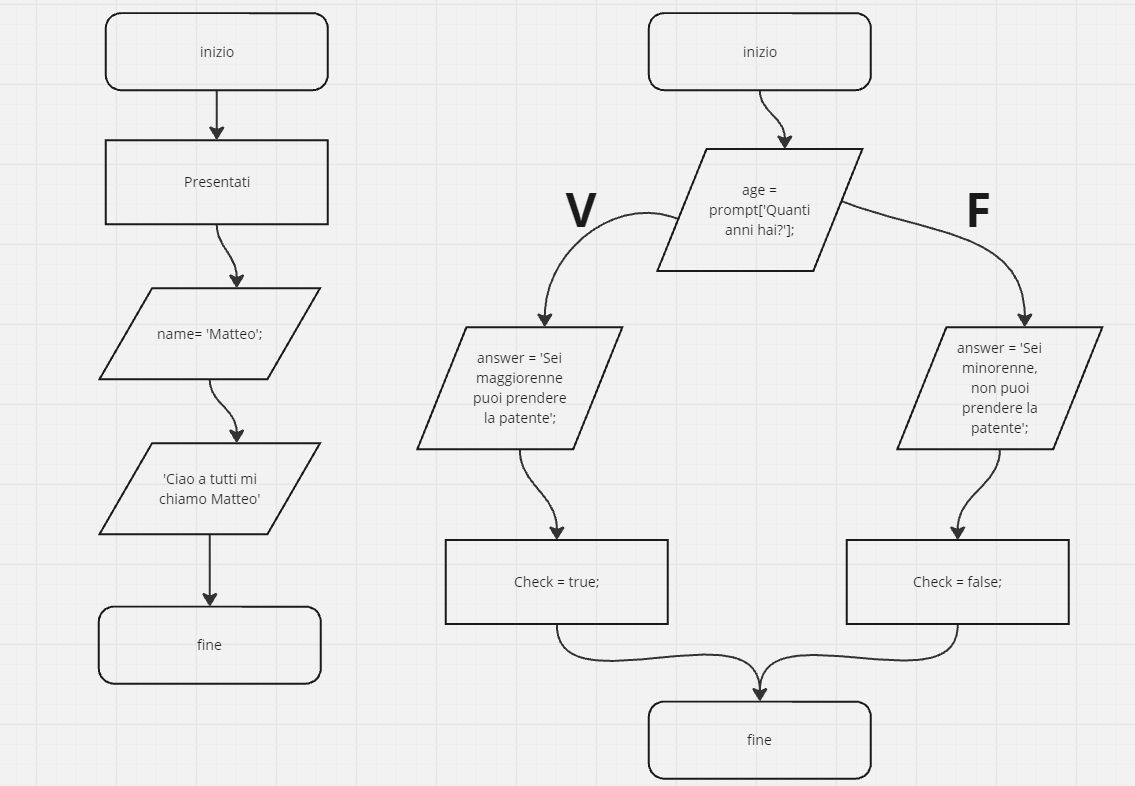 inizio
Presentati
name= 'Matteo';
'Ciao a tutti mi
chiamo Matteo'
fine
inizio
age =
prompt['Quanti
anni hai?'];
V
F
answer = 'Sei
maggiorenne
puoi prendere
la patente';
answer = 'Sei
minorenne,
non puoi
prendere la
patente';
Check = true;
Check = false;
fine